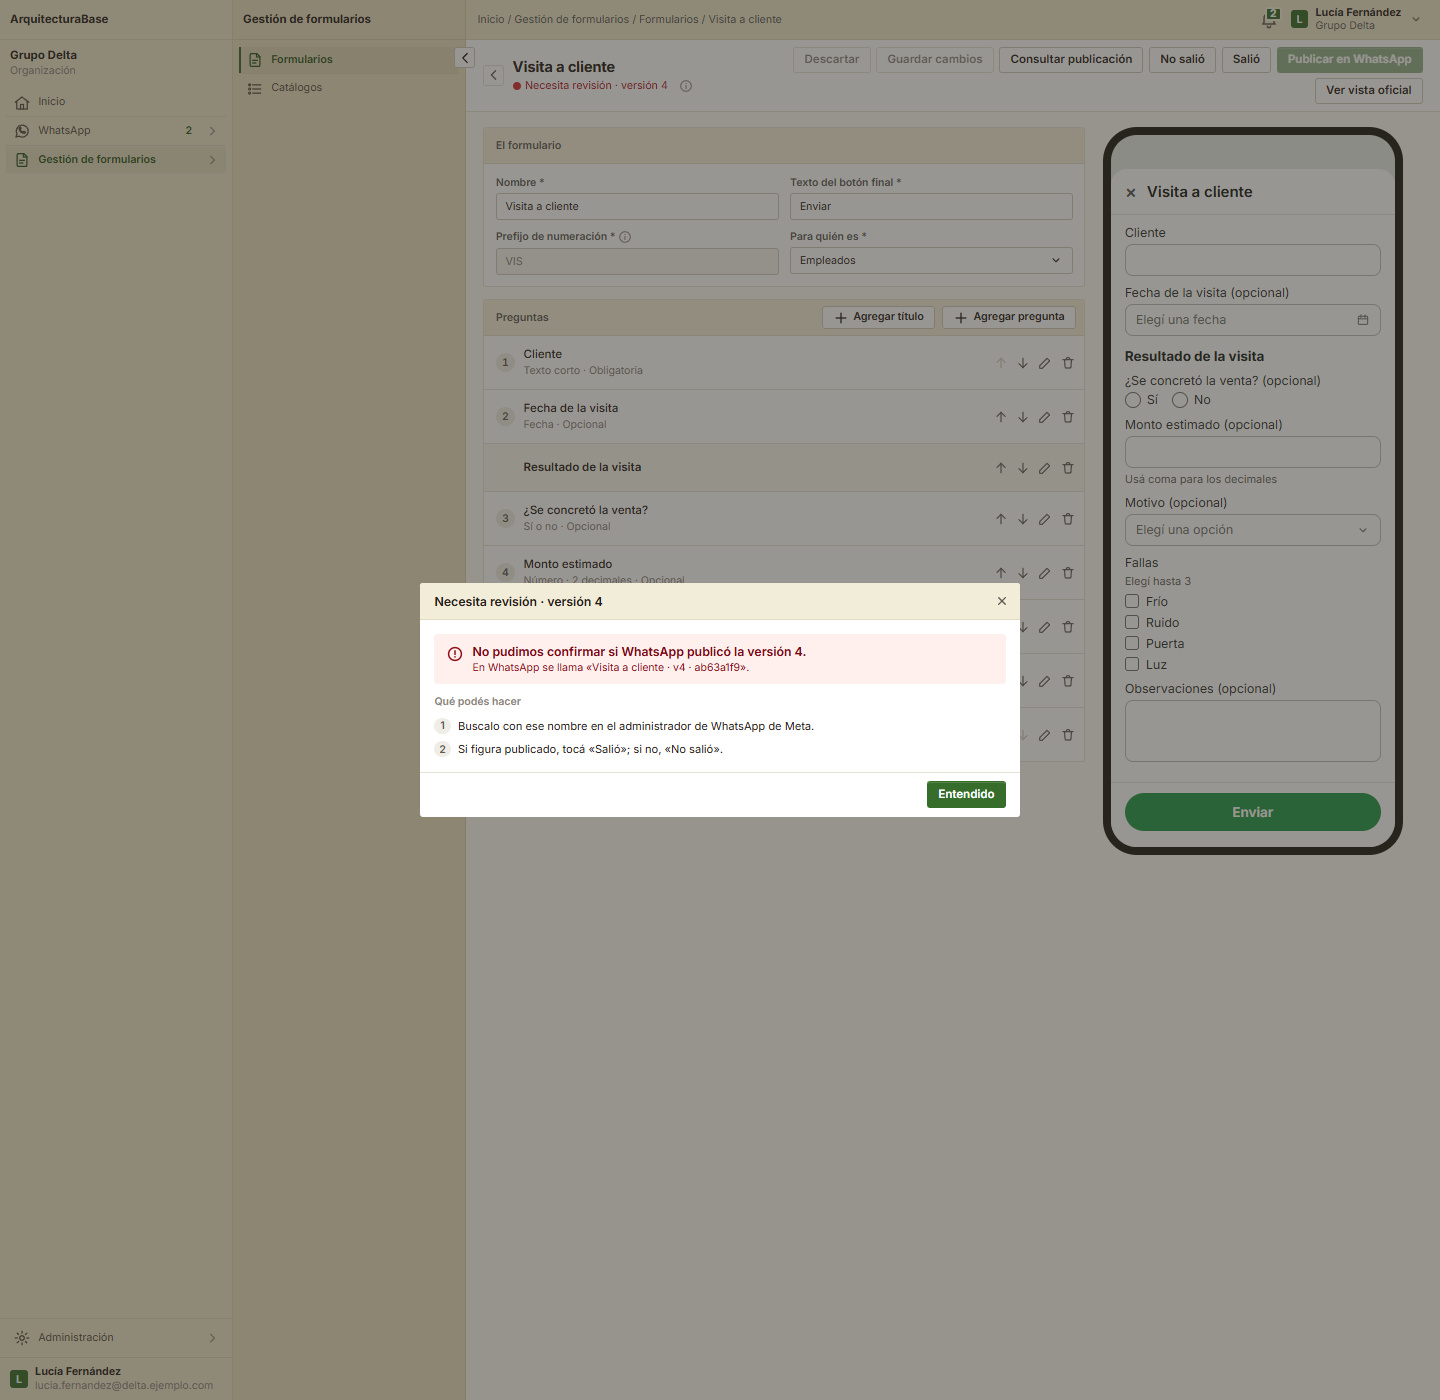 ArquitecturaBase
Grupo Delta
Organización
Inicio
WhatsApp 2
Gestión de formularios
Administración
L Lucía Fernández
lucia.fernandez@delta.ejemplo.com
Gestión de formularios
Formularios
Catálogos
Inicio / Gestión de formularios / Formularios / Visita a cliente
2
L Lucía Fernández
Grupo Delta
Visita a cliente
Necesita revisión · versión 4
Descartar
Guardar cambios
Consultar publicación
No salió
Salió
Publicar en WhatsApp
Ver vista oficial
El formulario
Nombre *
Visita a cliente
Texto del botón final *
Enviar
Prefijo de numeración *
VIS
Para quién es *
Empleados
Preguntas
Agregar título
Agregar pregunta
1 Cliente
Texto corto · Obligatoria
2 Fecha de la visita
Fecha · Opcional
Resultado de la visita
3 ¿Se concretó la venta?
Sí o no · Opcional
4 Monto estimado
Número · 2 decimales · Opcional
Necesita revisión · versión 4
No pudimos confirmar si WhatsApp publicó la versión 4.
En WhatsApp se llama «Visita a cliente · v4 · ab63a1f9».
Qué podés hacer
1 Buscalo con ese nombre en el administrador de WhatsApp de Meta.
2 Si figura publicado, tocá «Salió»; si no, «No salió».
Entendido
Visita a cliente
Cliente
Fecha de la visita (opcional)
Elegí una fecha
Resultado de la visita
¿Se concretó la venta? (opcional)
Sí No
Monto estimado (opcional)
Usá coma para los decimales
Motivo (opcional)
Elegí una opción
Fallas
Elegí hasta 3
Frío
Ruido
Puerta
Luz
Observaciones (opcional)
Enviar